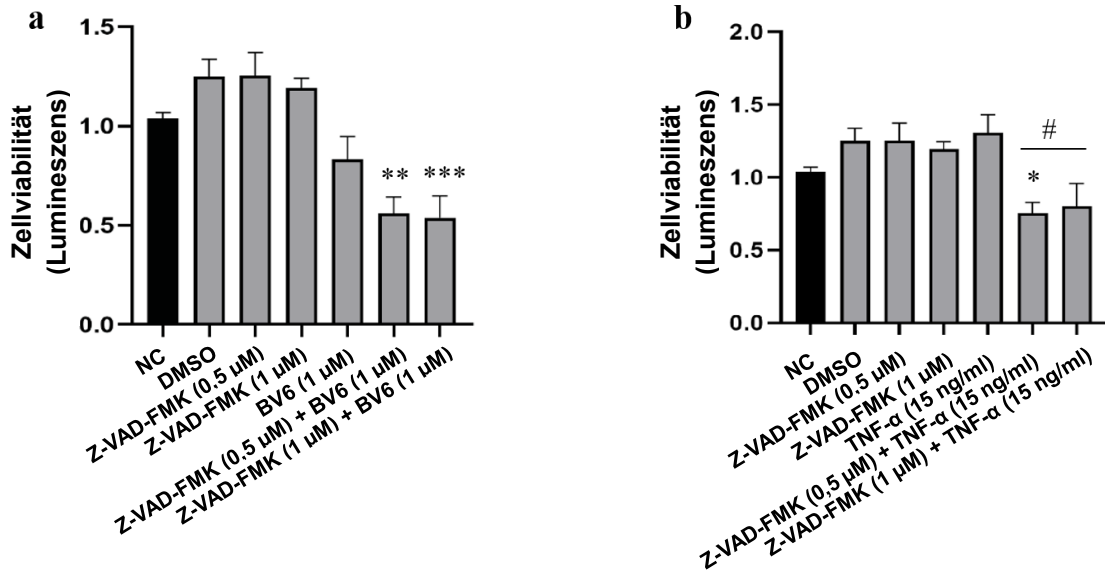 a
Zellviabilität
(Lumineszens)
1.5
1.0
0.5
0.0
**
***
NC
DMSO
Z-VAD-FMK (0,5 µM)
Z-VAD-FMK (1 µM)
BV6 (1 µM)
Z-VAD-FMK (0,5 µM) + BV6 (1 µM)
Z-VAD-FMK (1 µM) + BV6 (1 µM)
b
Zellviabilität
(Lumineszens)
2.0
1.5
1.0
0.5
0.0
#
*
NC
DMSO
Z-VAD-FMK (0,5 µM)
Z-VAD-FMK (1 µM)
TNF-α (15 ng/ml)
Z-VAD-FMK (0,5 µM) + TNF-α (15 ng/ml)
Z-VAD-FMK (1 µM) + TNF-α (15 ng/ml)